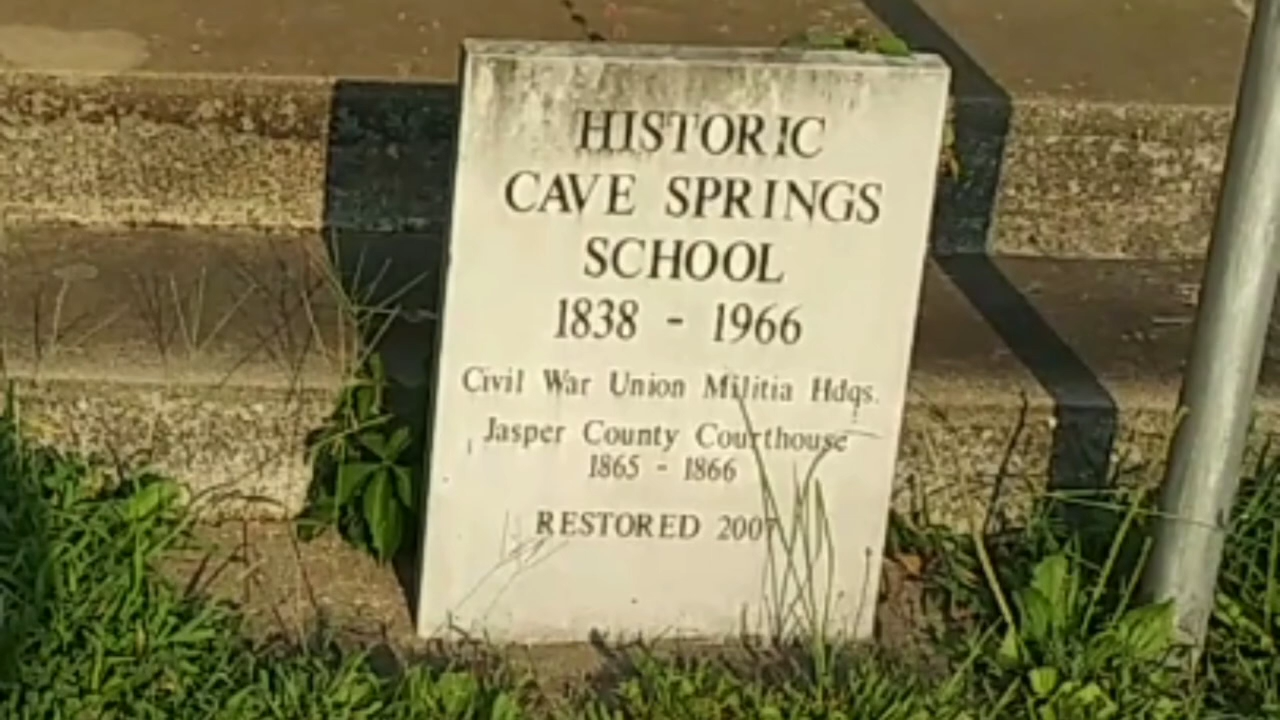 HISTORIC
CAVE SPRINGS
SCHOOL
1838 - 1966
Civil War Union Militia Hdqs.
Jasper County Courthouse
1865 - 1866
RESTORED 2007